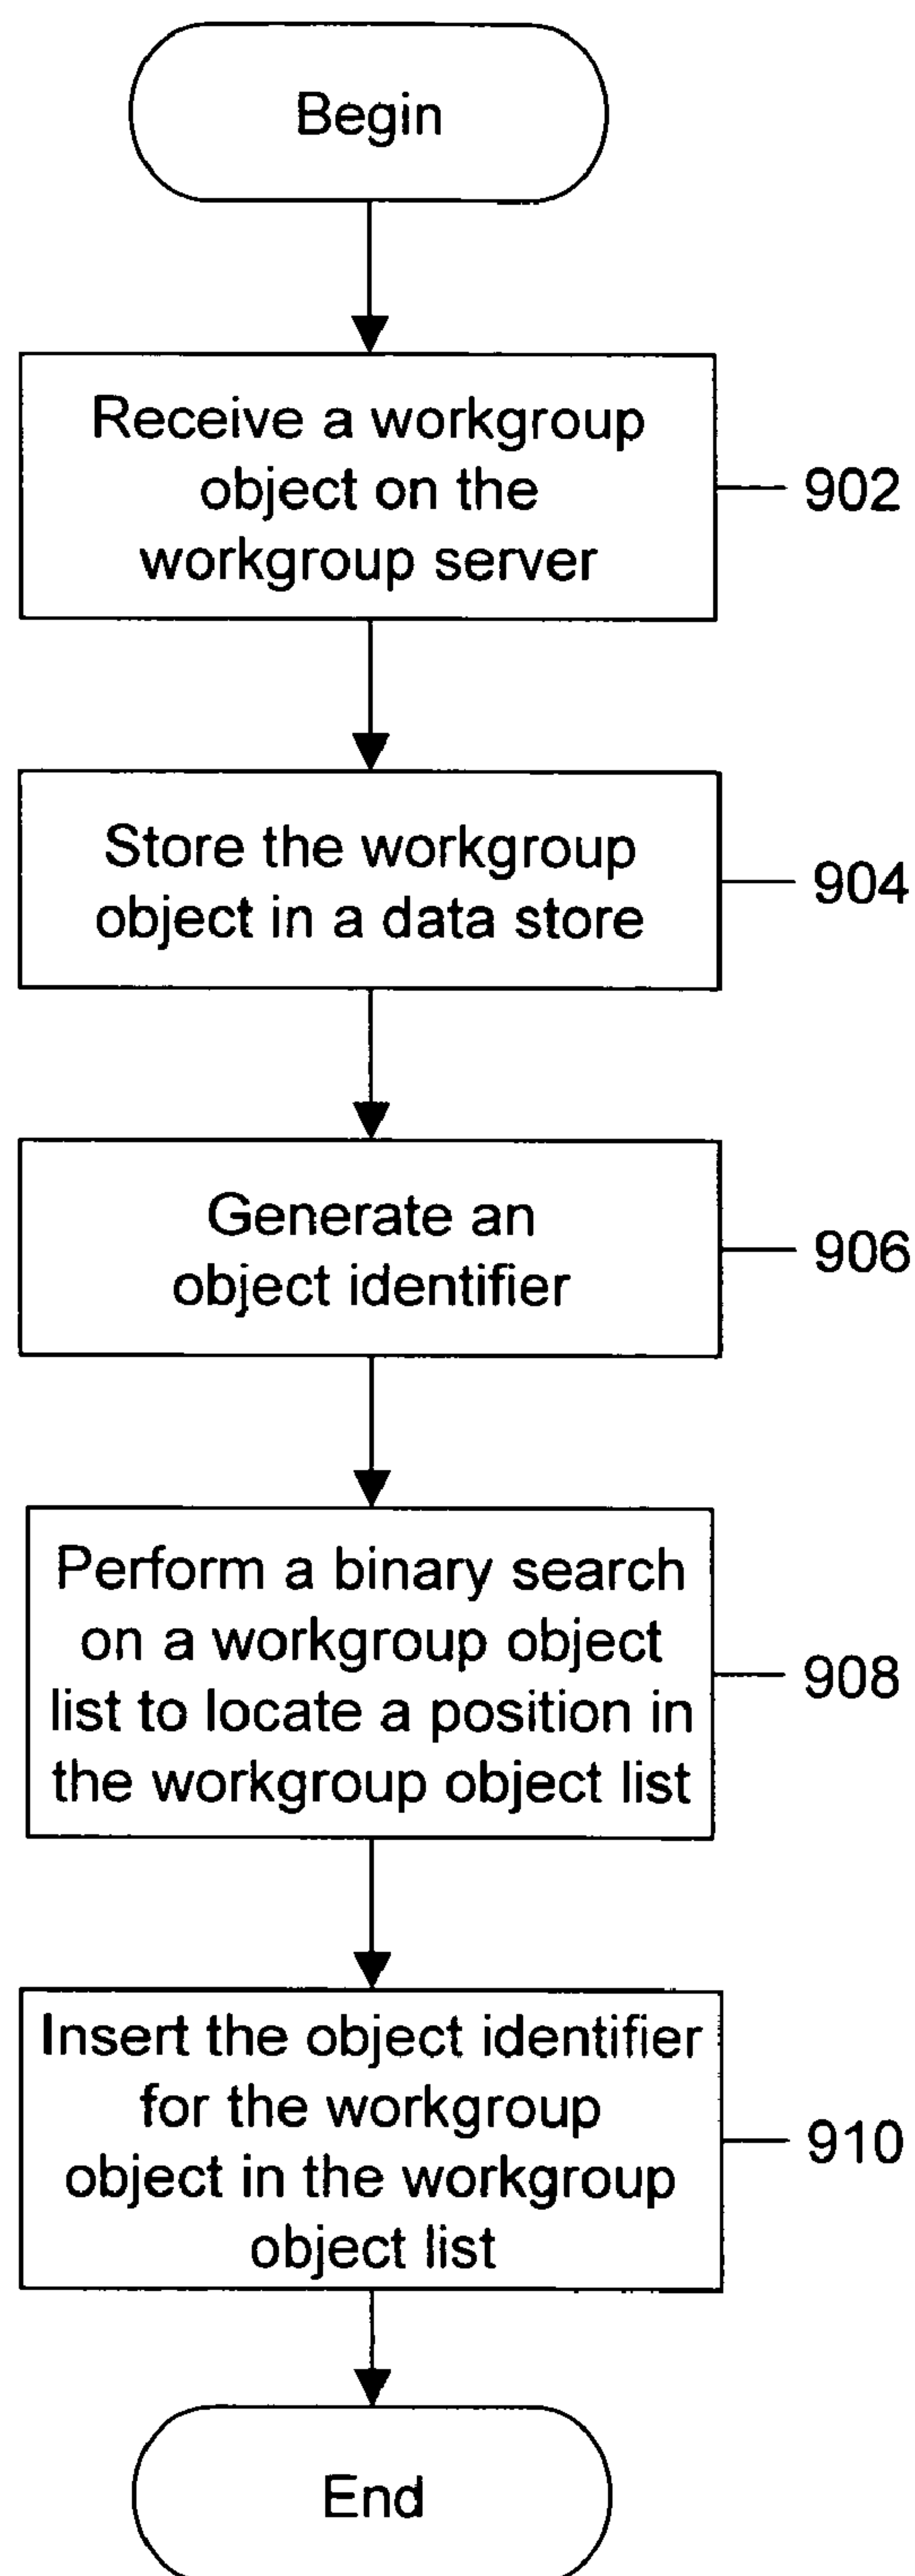 Begin
Receive a workgroup
object on the
workgroup server
902
Store the workgroup
object in a data store
904
Generate an
object identifier
906
Perform a binary search
on a workgroup object
list to locate a position in
the workgroup object list
908
Insert the object identifier
for the workgroup
object in the workgroup
object list
910
End